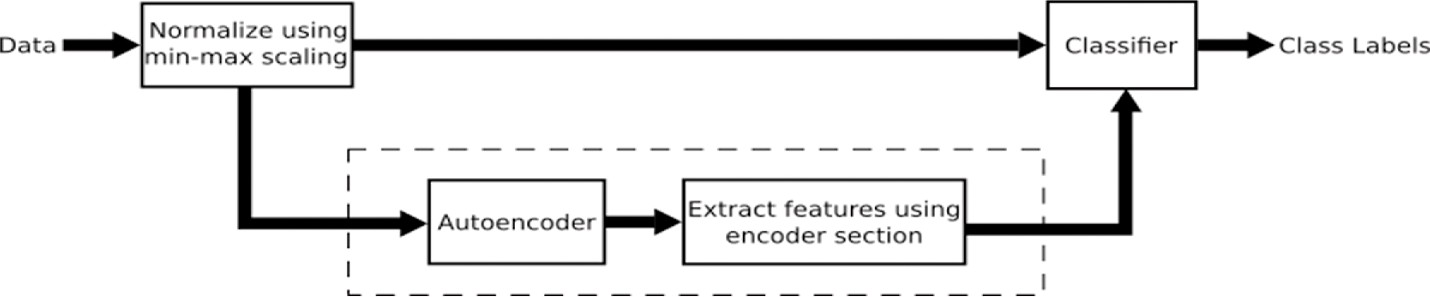 Data
Normalize using
min-max scaling
Classifier
Class Labels
Autoencoder
Extract features using
encoder section